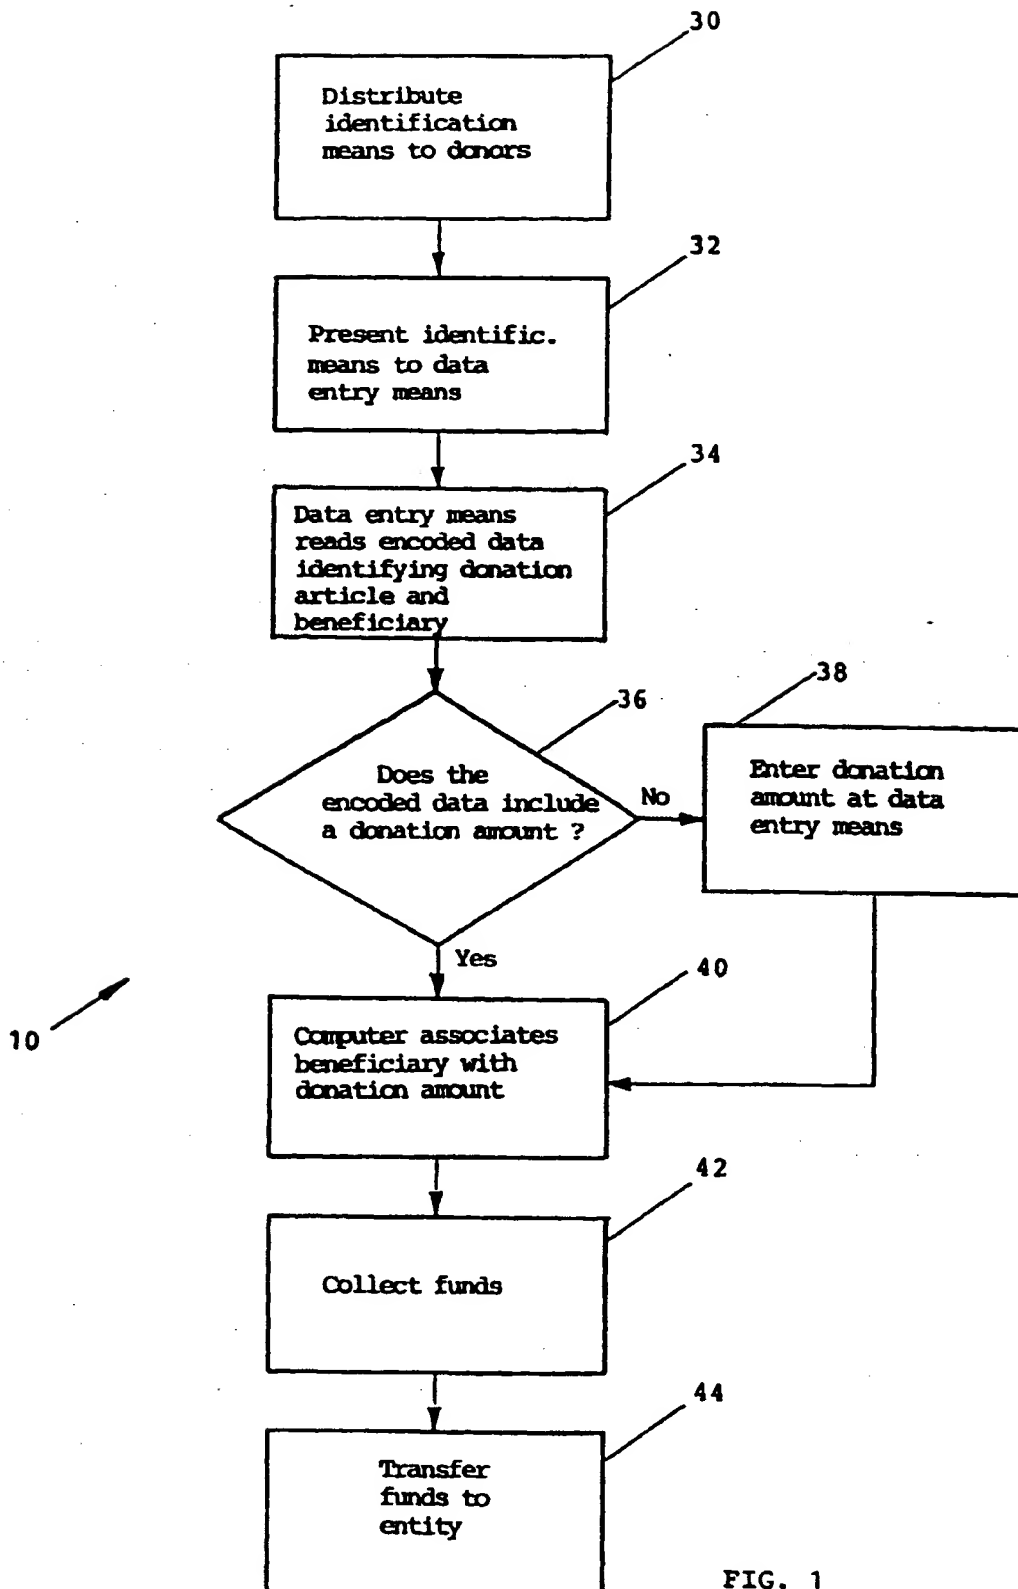 30
Distribute
identification
means to donors
32
Present identific.
means to data
entry means
34
Data entry means
reads encoded data
identifying donation
article and
beneficiary
36
38
Does the
encoded data include
a donation amount ?
No
Enter donation
amount at data
entry means
Yes
10
40
Computer associates
beneficiary with
donation amount
42
Collect funds
44
Transfer
funds to
entity
FIG. 1